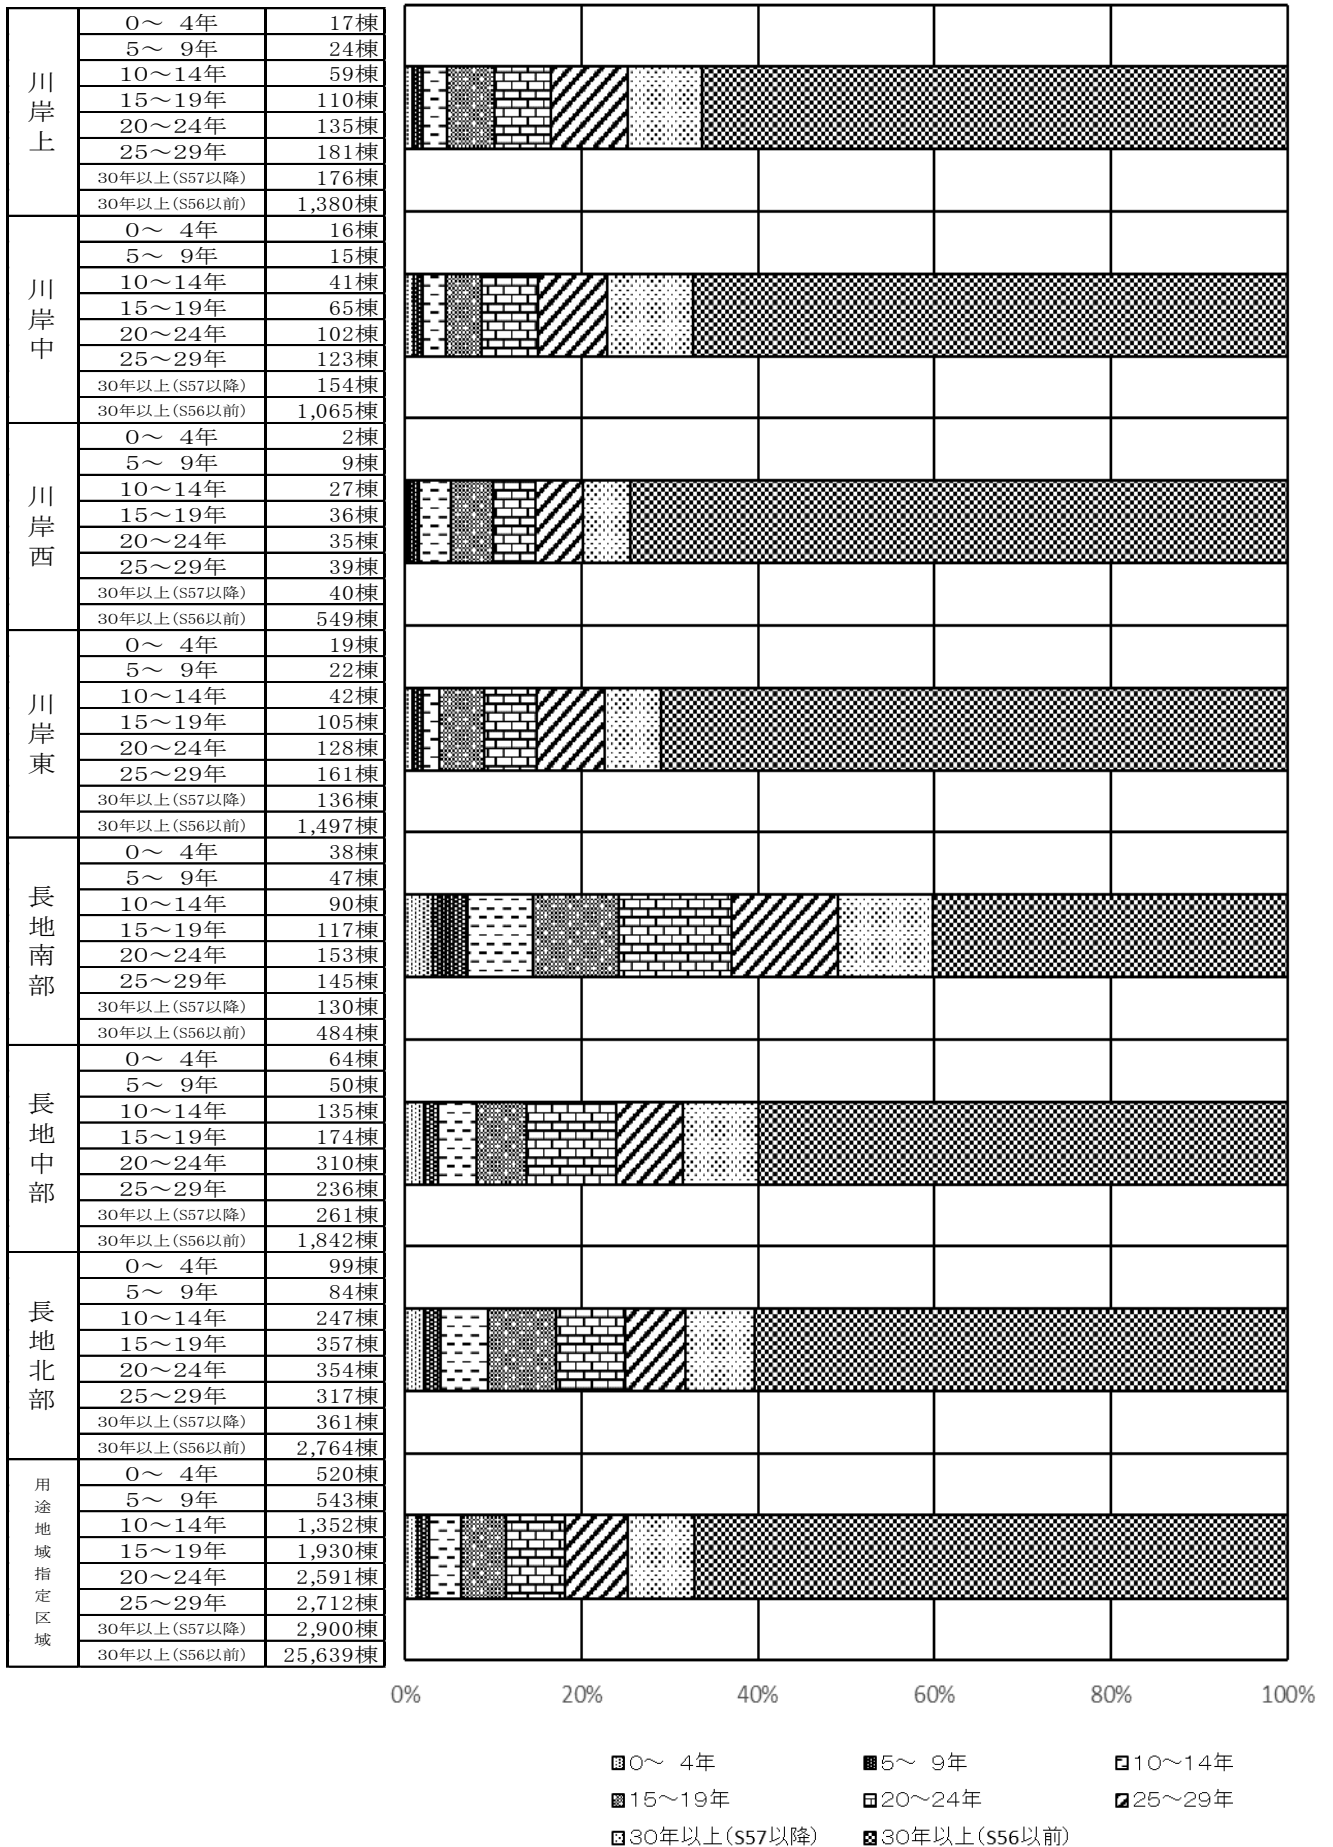 川岸上
0～ 4年 17棟
5～ 9年 24棟
10～14年 59棟
15～19年 110棟
20～24年 135棟
25～29年 181棟
30年以上(S57以降) 176棟
30年以上(S56以前) 1,380棟
川岸中
0～ 4年 16棟
5～ 9年 15棟
10～14年 41棟
15～19年 65棟
20～24年 102棟
25～29年 123棟
30年以上(S57以降) 154棟
30年以上(S56以前) 1,065棟
川岸西
0～ 4年 2棟
5～ 9年 9棟
10～14年 27棟
15～19年 36棟
20～24年 35棟
25～29年 39棟
30年以上(S57以降) 40棟
30年以上(S56以前) 549棟
川岸東
0～ 4年 19棟
5～ 9年 22棟
10～14年 42棟
15～19年 105棟
20～24年 128棟
25～29年 161棟
30年以上(S57以降) 136棟
30年以上(S56以前) 1,497棟
長地南部
0～ 4年 38棟
5～ 9年 47棟
10～14年 90棟
15～19年 117棟
20～24年 153棟
25～29年 145棟
30年以上(S57以降) 130棟
30年以上(S56以前) 484棟
長地中部
0～ 4年 64棟
5～ 9年 50棟
10～14年 135棟
15～19年 174棟
20～24年 310棟
25～29年 236棟
30年以上(S57以降) 261棟
30年以上(S56以前) 1,842棟
長地北部
0～ 4年 99棟
5～ 9年 84棟
10～14年 247棟
15～19年 357棟
20～24年 354棟
25～29年 317棟
30年以上(S57以降) 361棟
30年以上(S56以前) 2,764棟
用途地域指定区域
0～ 4年 520棟
5～ 9年 543棟
10～14年 1,352棟
15～19年 1,930棟
20～24年 2,591棟
25～29年 2,712棟
30年以上(S57以降) 2,900棟
30年以上(S56以前) 25,639棟
0% 20% 40% 60% 80% 100%
0～ 4年 5～ 9年 10～14年
15～19年 20～24年 25～29年
30年以上(S57以降) 30年以上(S56以前)